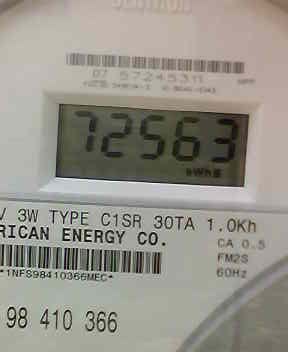 CENTRON
07 57245311
72563
kWh
V 3W TYPE C1SR 30TA 1.0Kh
RICAN ENERGY CO.
CA 0.5
FM2S
60Hz
*1NFS98410366MEC*
98 410 366